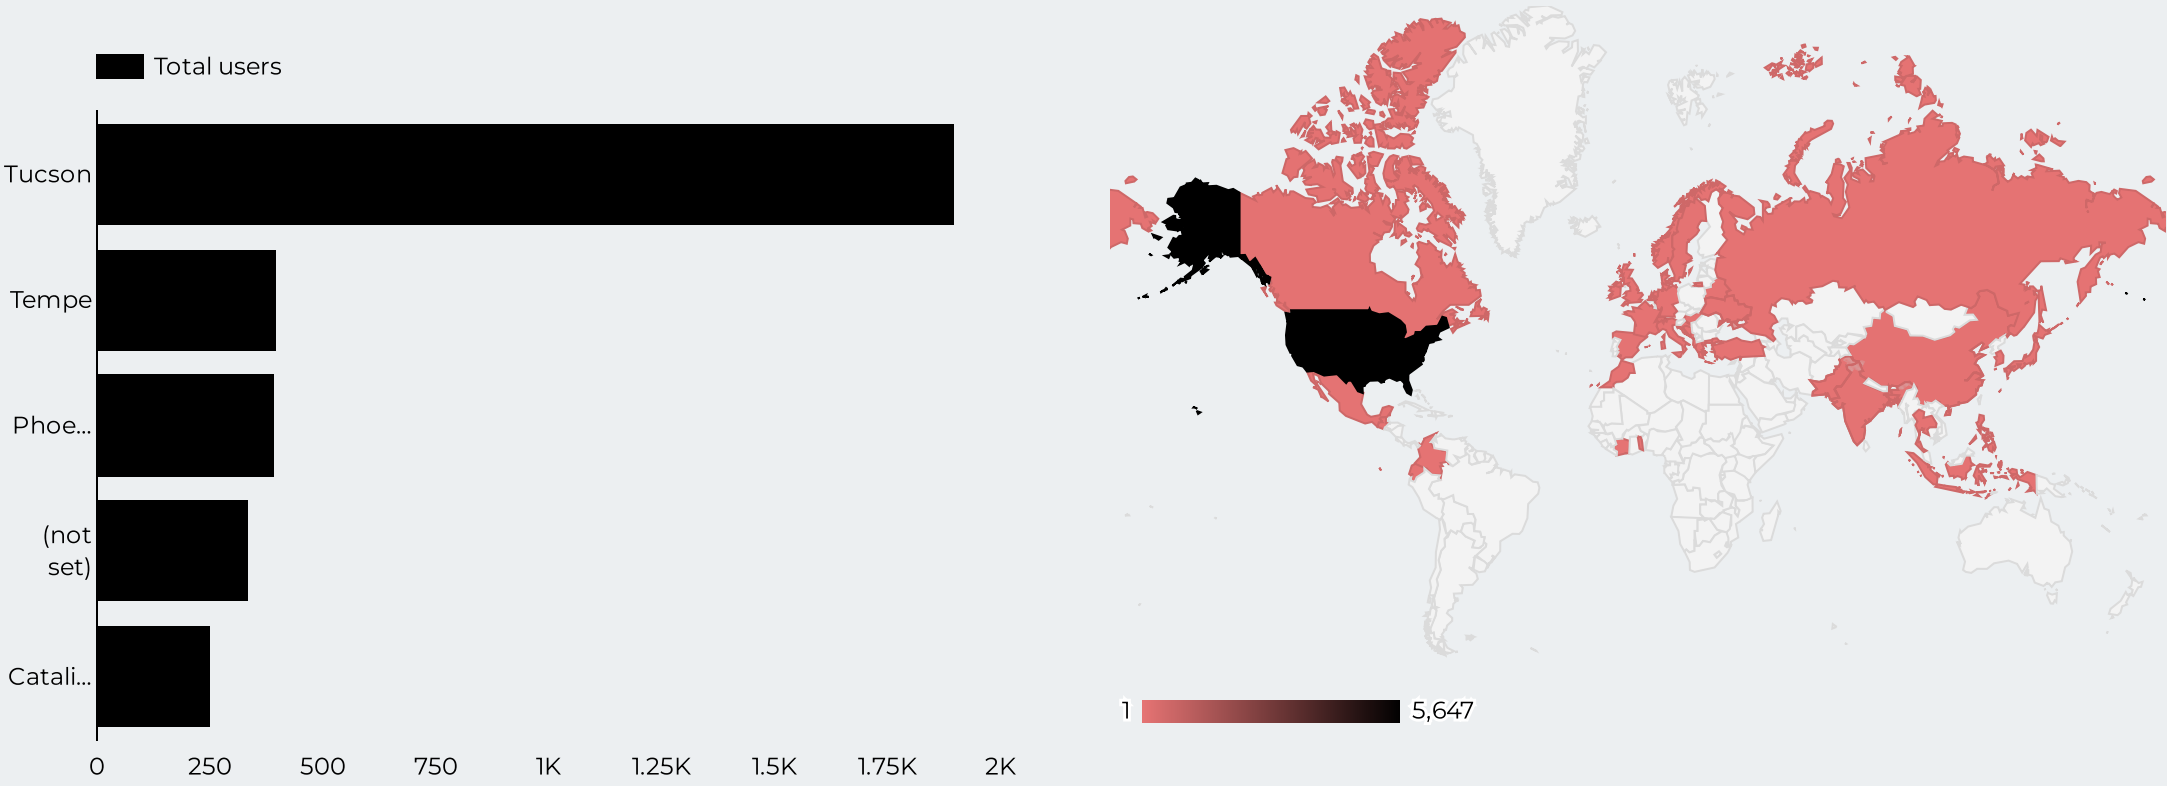 Total users
Tucson
Tempe
Phoe...
(not
set)
Catali...
0 250 500 750 1K 1.25K 1.5K 1.75K 2K
1 5,647